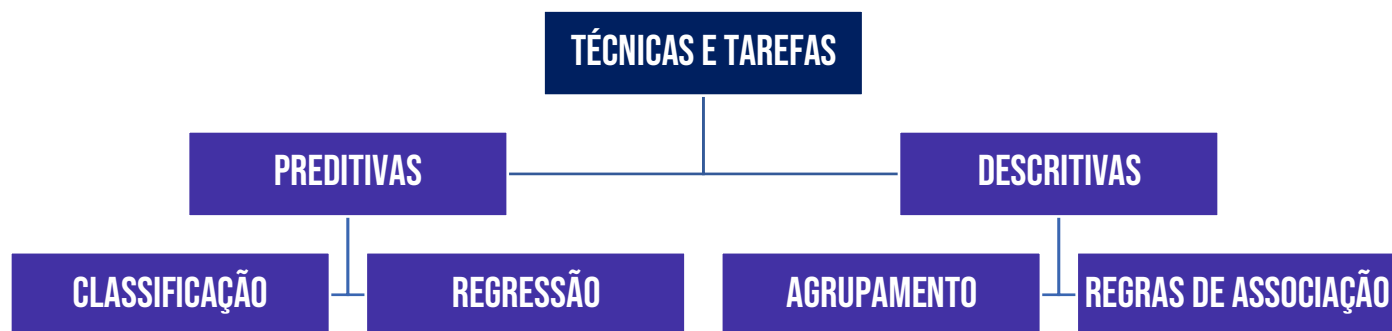 TÉCNICAS E TAREFAS
PREDITIVAS
DESCRITIVAS
CLASSIFICAÇÃO
REGRESSÃO
AGRUPAMENTO
REGRAS DE ASSOCIAÇÃO